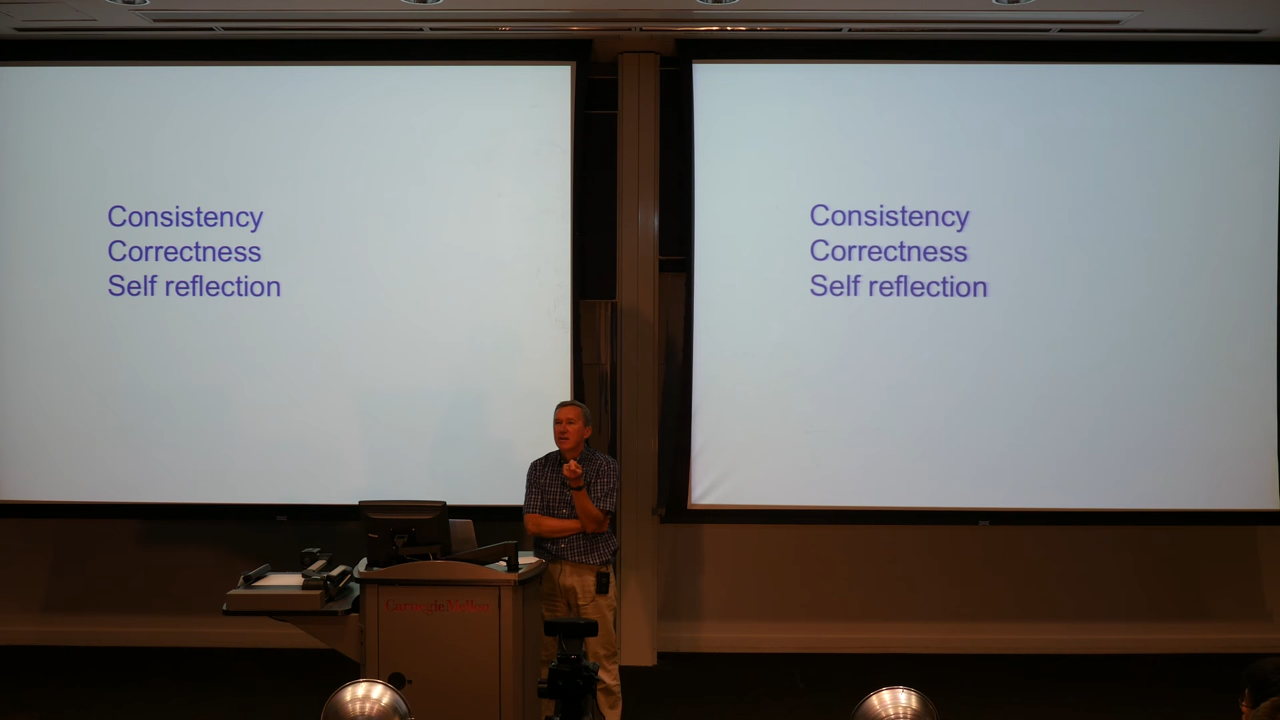 Consistency
Correctness
Self reflection
Consistency
Correctness
Self reflection
Carnegie Mellon